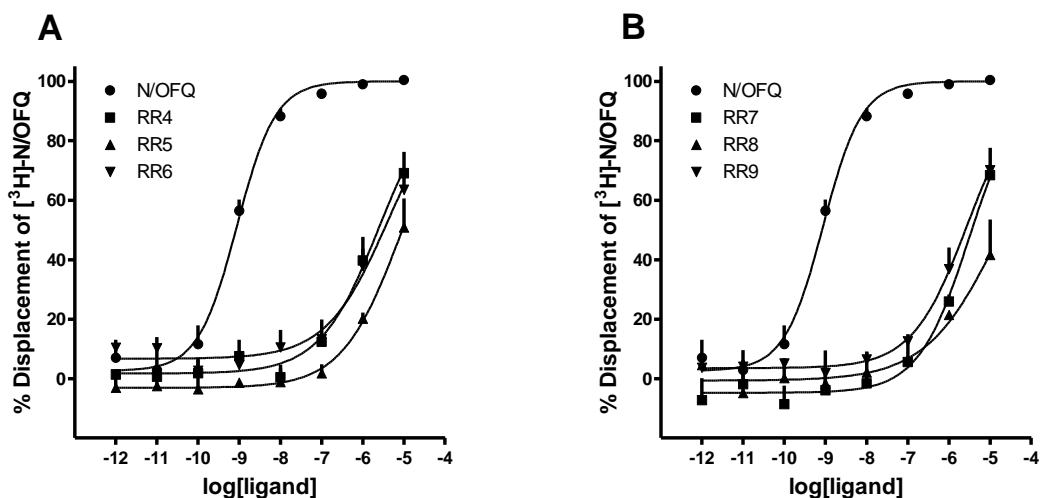 A
% Displacement of [³H]-N/OFQ
100
80
60
40
20
0
N/OFQ
RR4
RR5
RR6
-12 -11 -10 -9 -8 -7 -6 -5 -4
log[ligand]
B
% Displacement of [³H]-N/OFQ
100
80
60
40
20
0
N/OFQ
RR7
RR8
RR9
-12 -11 -10 -9 -8 -7 -6 -5 -4
log[ligand]